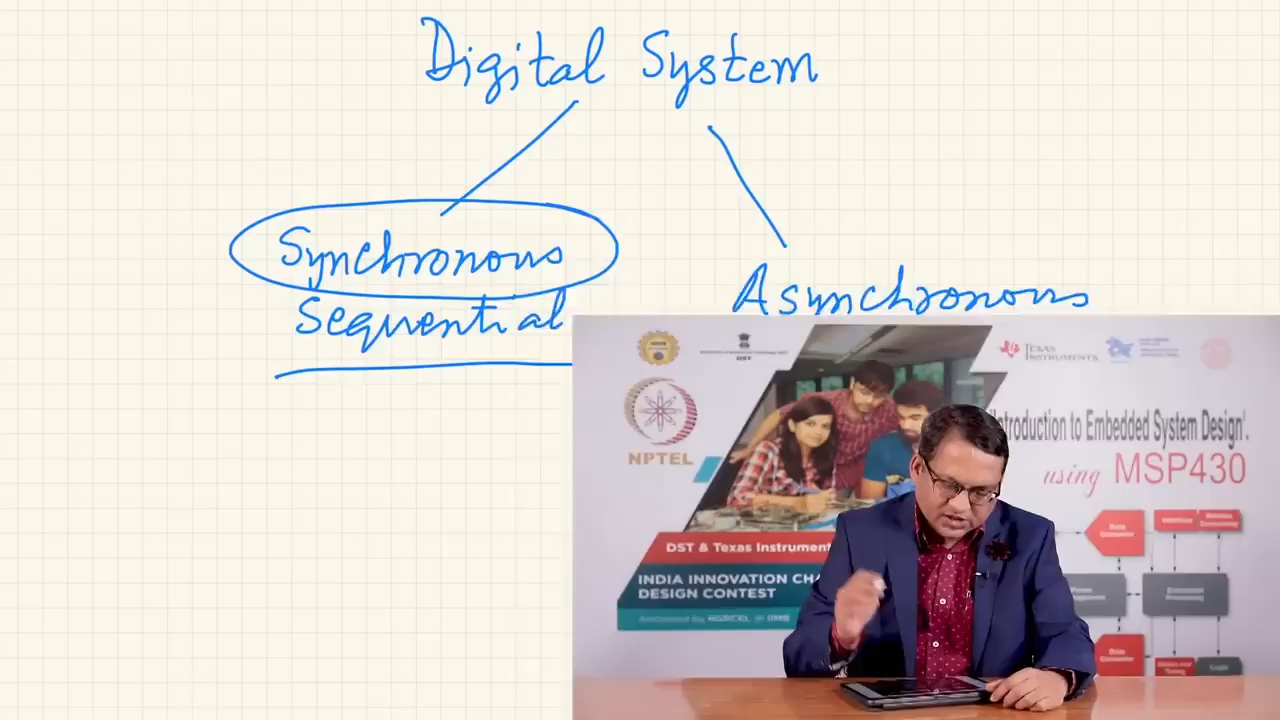 Digital System
Synchronous
Sequential
Asynchronous
NPTEL
TEXAS
INSTRUMENTS
'Introduction to Embedded System Design'.
using MSP430
DST & Texas Instrument
INDIA INNOVATION CH
DESIGN CONTEST